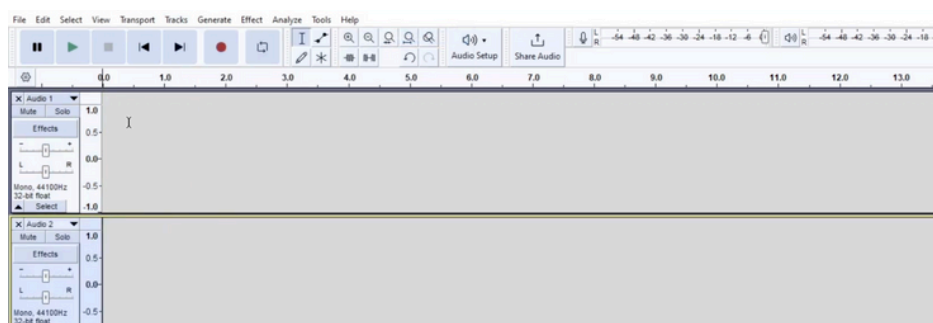 File Edit Select View Transport Tracks Generate Effect Analyze Tools Help
Audio Setup
Share Audio
L
R
-54 -48 -42 -36 -30 -24 -18 -12 -6 0
L
R
-54 -48 -42 -36 -30 -24 -18
0.0 1.0 2.0 3.0 4.0 5.0 6.0 7.0 8.0 9.0 10.0 11.0 12.0 13.0
Audio 1
Mute Solo
Effects
- +
L R
Mono, 44100Hz
32-bit float
Select
1.0
0.5
0.0
-0.5
-1.0
Audio 2
Mute Solo
Effects
- +
L R
Mono, 44100Hz
32-bit float
1.0
0.5
0.0
-0.5